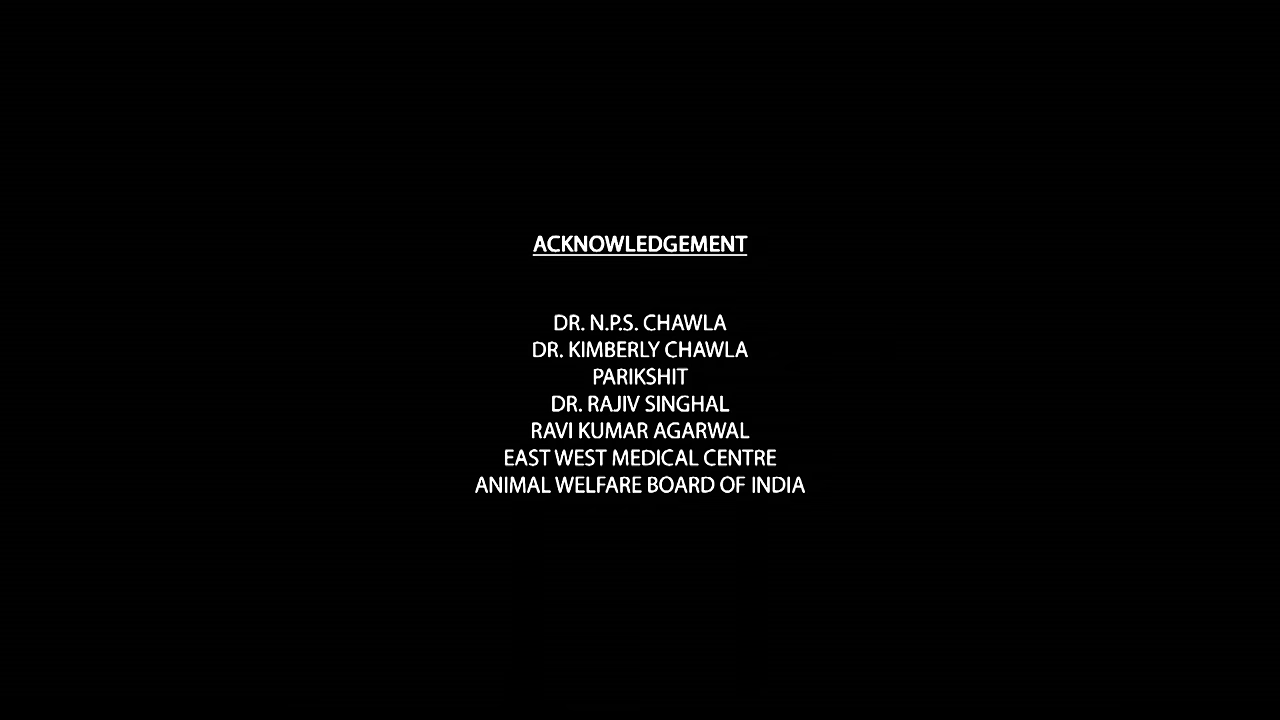 ACKNOWLEDGEMENT
DR. N.P.S. CHAWLA
DR. KIMBERLY CHAWLA
PARIKSHIT
DR. RAJIV SINGHAL
RAVI KUMAR AGARWAL
EAST WEST MEDICAL CENTRE
ANIMAL WELFARE BOARD OF INDIA